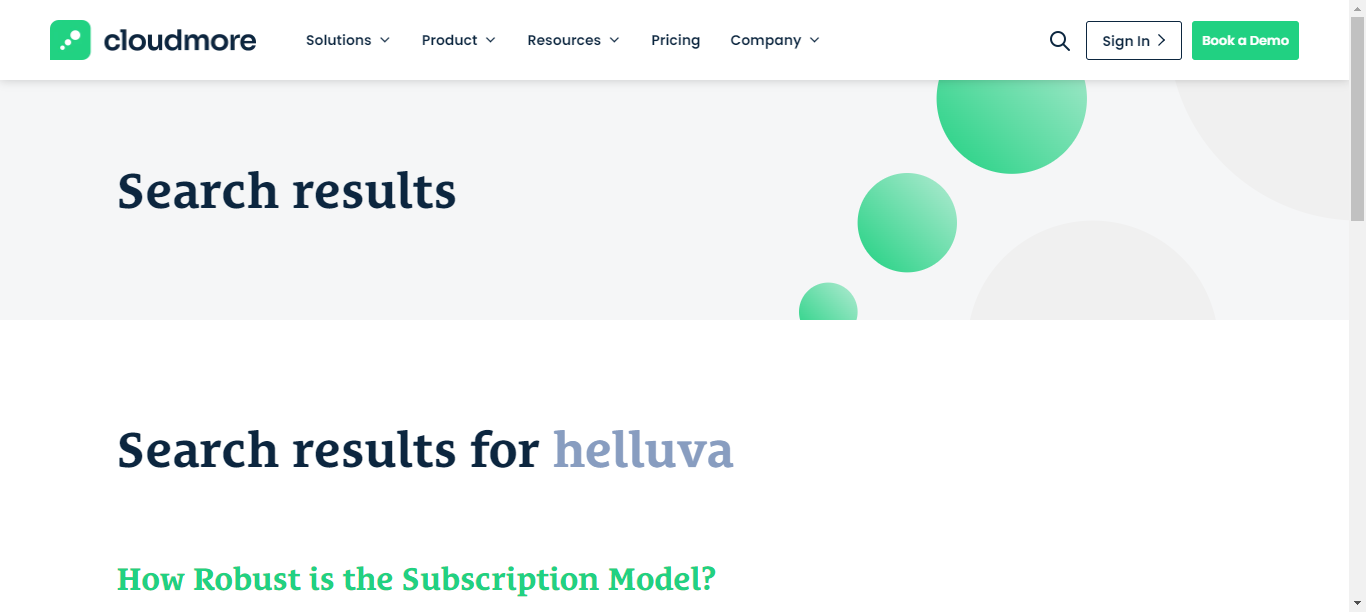 cloudmore
Solutions
Product
Resources
Pricing
Company
Sign In
Book a Demo
Search results
Search results for helluva
How Robust is the Subscription Model?